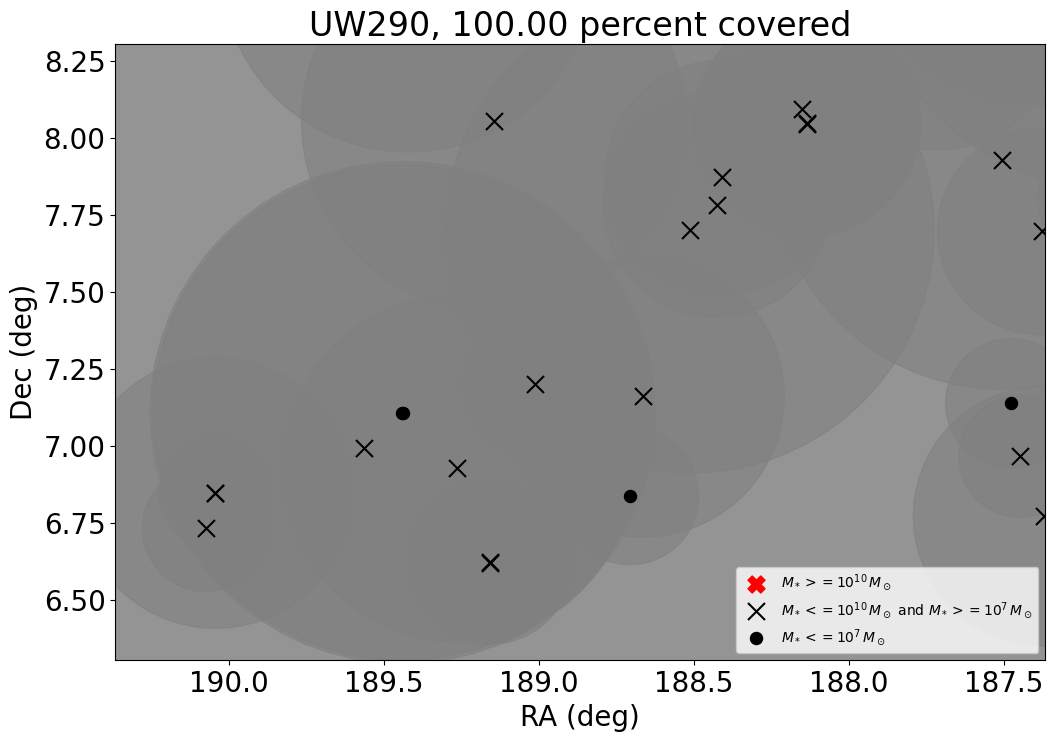 UW290, 100.00 percent covered
8.25
8.00
7.75
7.50
7.25
7.00
6.75
6.50
Dec (deg)
190.0 189.5 189.0 188.5 188.0 187.5
RA (deg)
M* >= 10^10 M⊙
M* <= 10^10 M⊙ and M* >= 10^7 M⊙
M* <= 10^7 M⊙